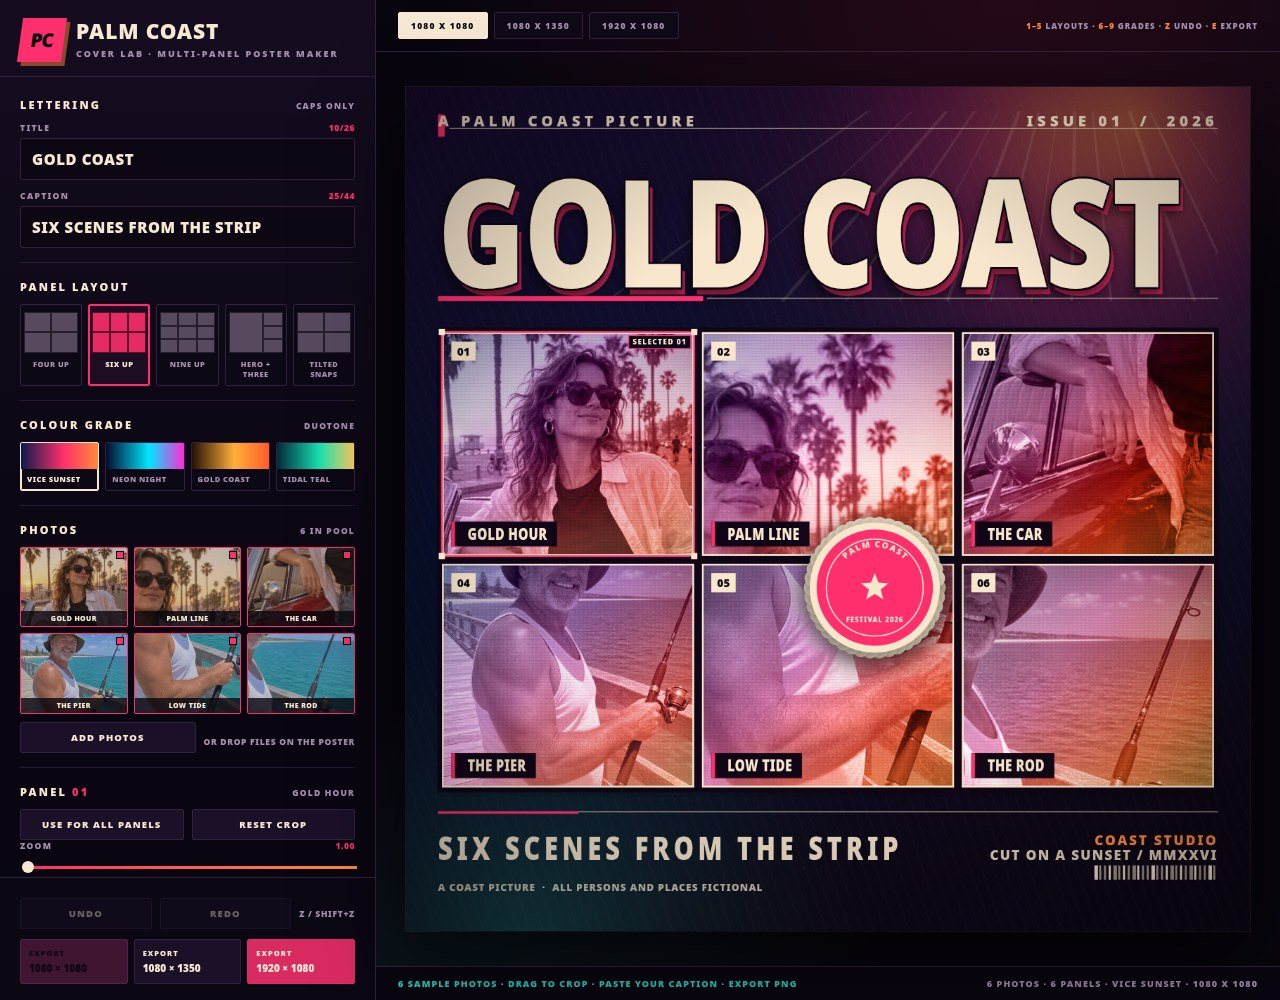 PC
PALM COAST
COVER LAB · MULTI-PANEL POSTER MAKER
LETTERING
CAPS ONLY
TITLE
10/26
GOLD COAST
CAPTION
25/44
SIX SCENES FROM THE STRIP
PANEL LAYOUT
FOUR UP
SIX UP
NINE UP
HERO +
THREE
TILTED
SNAPS
COLOUR GRADE
DUOTONE
VICE SUNSET
NEON NIGHT
GOLD COAST
TIDAL TEAL
PHOTOS
6 IN POOL
GOLD HOUR
PALM LINE
THE CAR
THE PIER
LOW TIDE
THE ROD
ADD PHOTOS
OR DROP FILES ON THE POSTER
PANEL 01
GOLD HOUR
USE FOR ALL PANELS
RESET CROP
ZOOM
1.00
UNDO
REDO
Z / SHIFT+Z
EXPORT
1080 × 1080
EXPORT
1080 × 1350
EXPORT
1920 × 1080
1080 X 1080
1080 X 1350
1920 X 1080
1–5 LAYOUTS · 6–9 GRADES · Z UNDO · E EXPORT
A PALM COAST PICTURE
ISSUE 01 / 2026
GOLD COAST
01
SELECTED 01
GOLD HOUR
02
PALM LINE
03
THE CAR
04
THE PIER
05
LOW TIDE
06
THE ROD
PALM COAST
FESTIVAL 2026
SIX SCENES FROM THE STRIP
A COAST PICTURE · ALL PERSONS AND PLACES FICTIONAL
COAST STUDIO
CUT ON A SUNSET / MMXXVI
6 SAMPLE PHOTOS · DRAG TO CROP · PASTE YOUR CAPTION · EXPORT PNG
6 PHOTOS · 6 PANELS · VICE SUNSET · 1080 X 1080